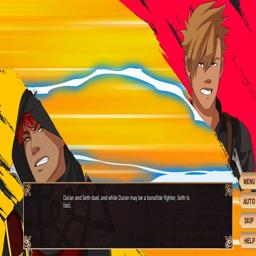 Duran and Seth duel, and while Duran may be a bonafide fighter, Seth is
fast.
MENU
AUTO
SKIP
HELP